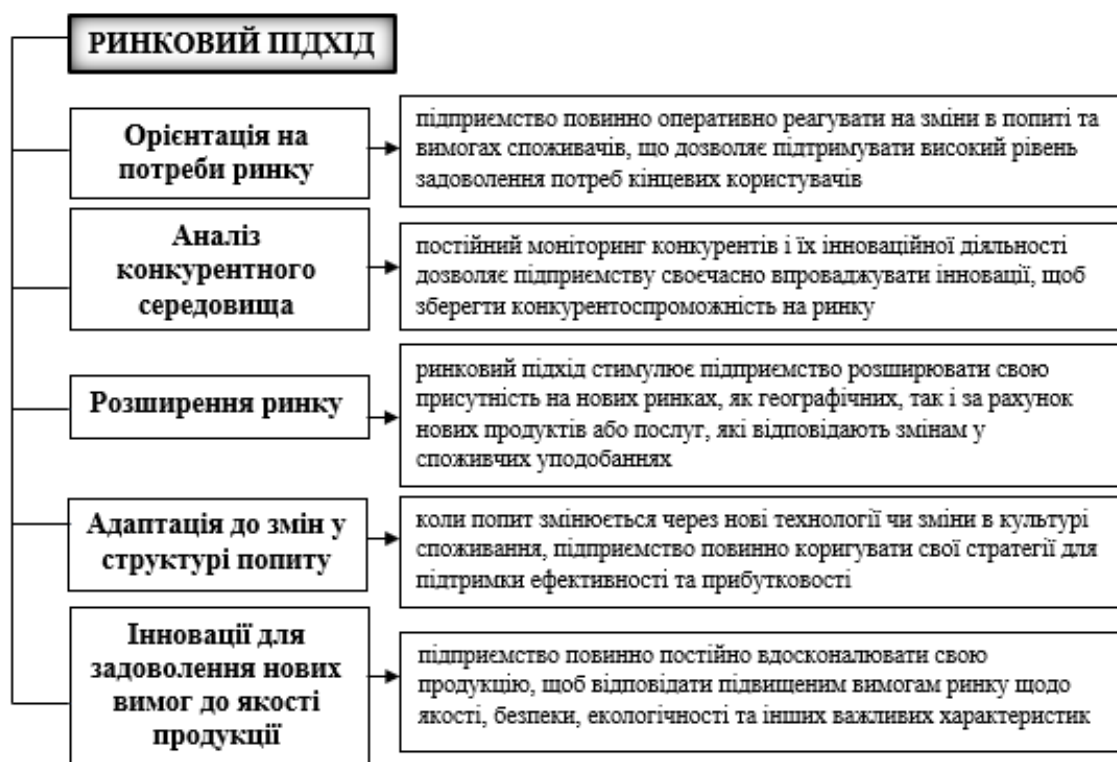 РИНКОВИЙ ПІДХІД
Орієнтація на
потреби ринку
підприємство повинно оперативно реагувати на зміни в попиті та
вимогах споживачів, що дозволяє підтримувати високий рівень
задоволення потреб кінцевих користувачів
Аналіз
конкурентного
середовища
постійний моніторинг конкурентів і їх інноваційної діяльності
дозволяє підприємству своєчасно впроваджувати інновації, щоб
зберегти конкурентоспроможність на ринку
Розширення ринку
ринковий підхід стимулює підприємство розширювати свою
присутність на нових ринках, як географічних, так і за рахунок
нових продуктів або послуг, які відповідають змінам у
споживчих уподобаннях
Адаптація до змін у
структурі попиту
коли попит змінюється через нові технології чи зміни в культурі
споживання, підприємство повинно коригувати свої стратегії для
підтримки ефективності та прибутковості
Інновації для
задоволення нових
вимог до якості
продукції
підприємство повинно постійно вдосконалювати свою
продукцію, щоб відповідати підвищеним вимогам ринку щодо
якості, безпеки, екологічності та інших важливих характеристик